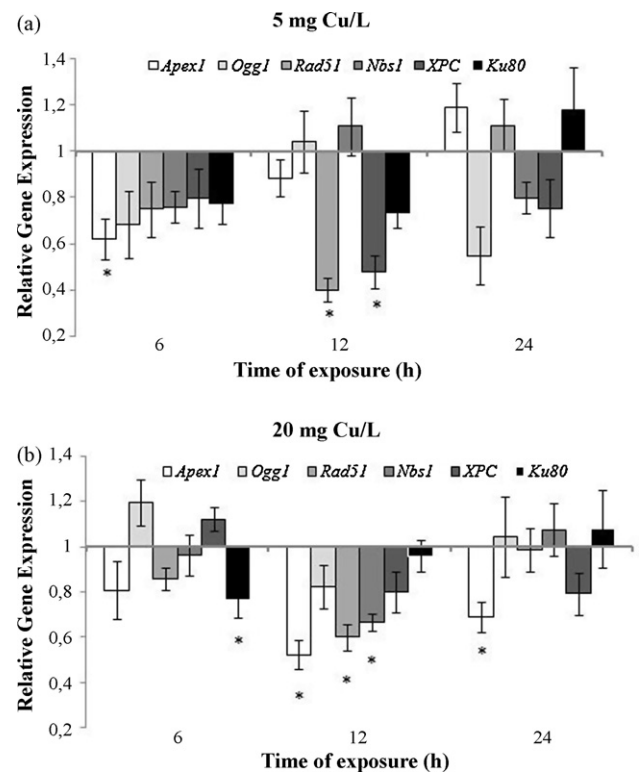 (a)
5 mg Cu/L
Apex1 Ogg1 Rad51 Nbs1 XPC Ku80
Relative Gene Expression
1,4
1,2
1
0,8
0,6
0,4
0,2
*
*
*
6 12 24
Time of exposure (h)
(b)
20 mg Cu/L
Apex1 Ogg1 Rad51 Nbs1 XPC Ku80
Relative Gene Expression
1,4
1,2
1
0,8
0,6
0,4
0,2
*
*
*
*
*
6 12 24
Time of exposure (h)